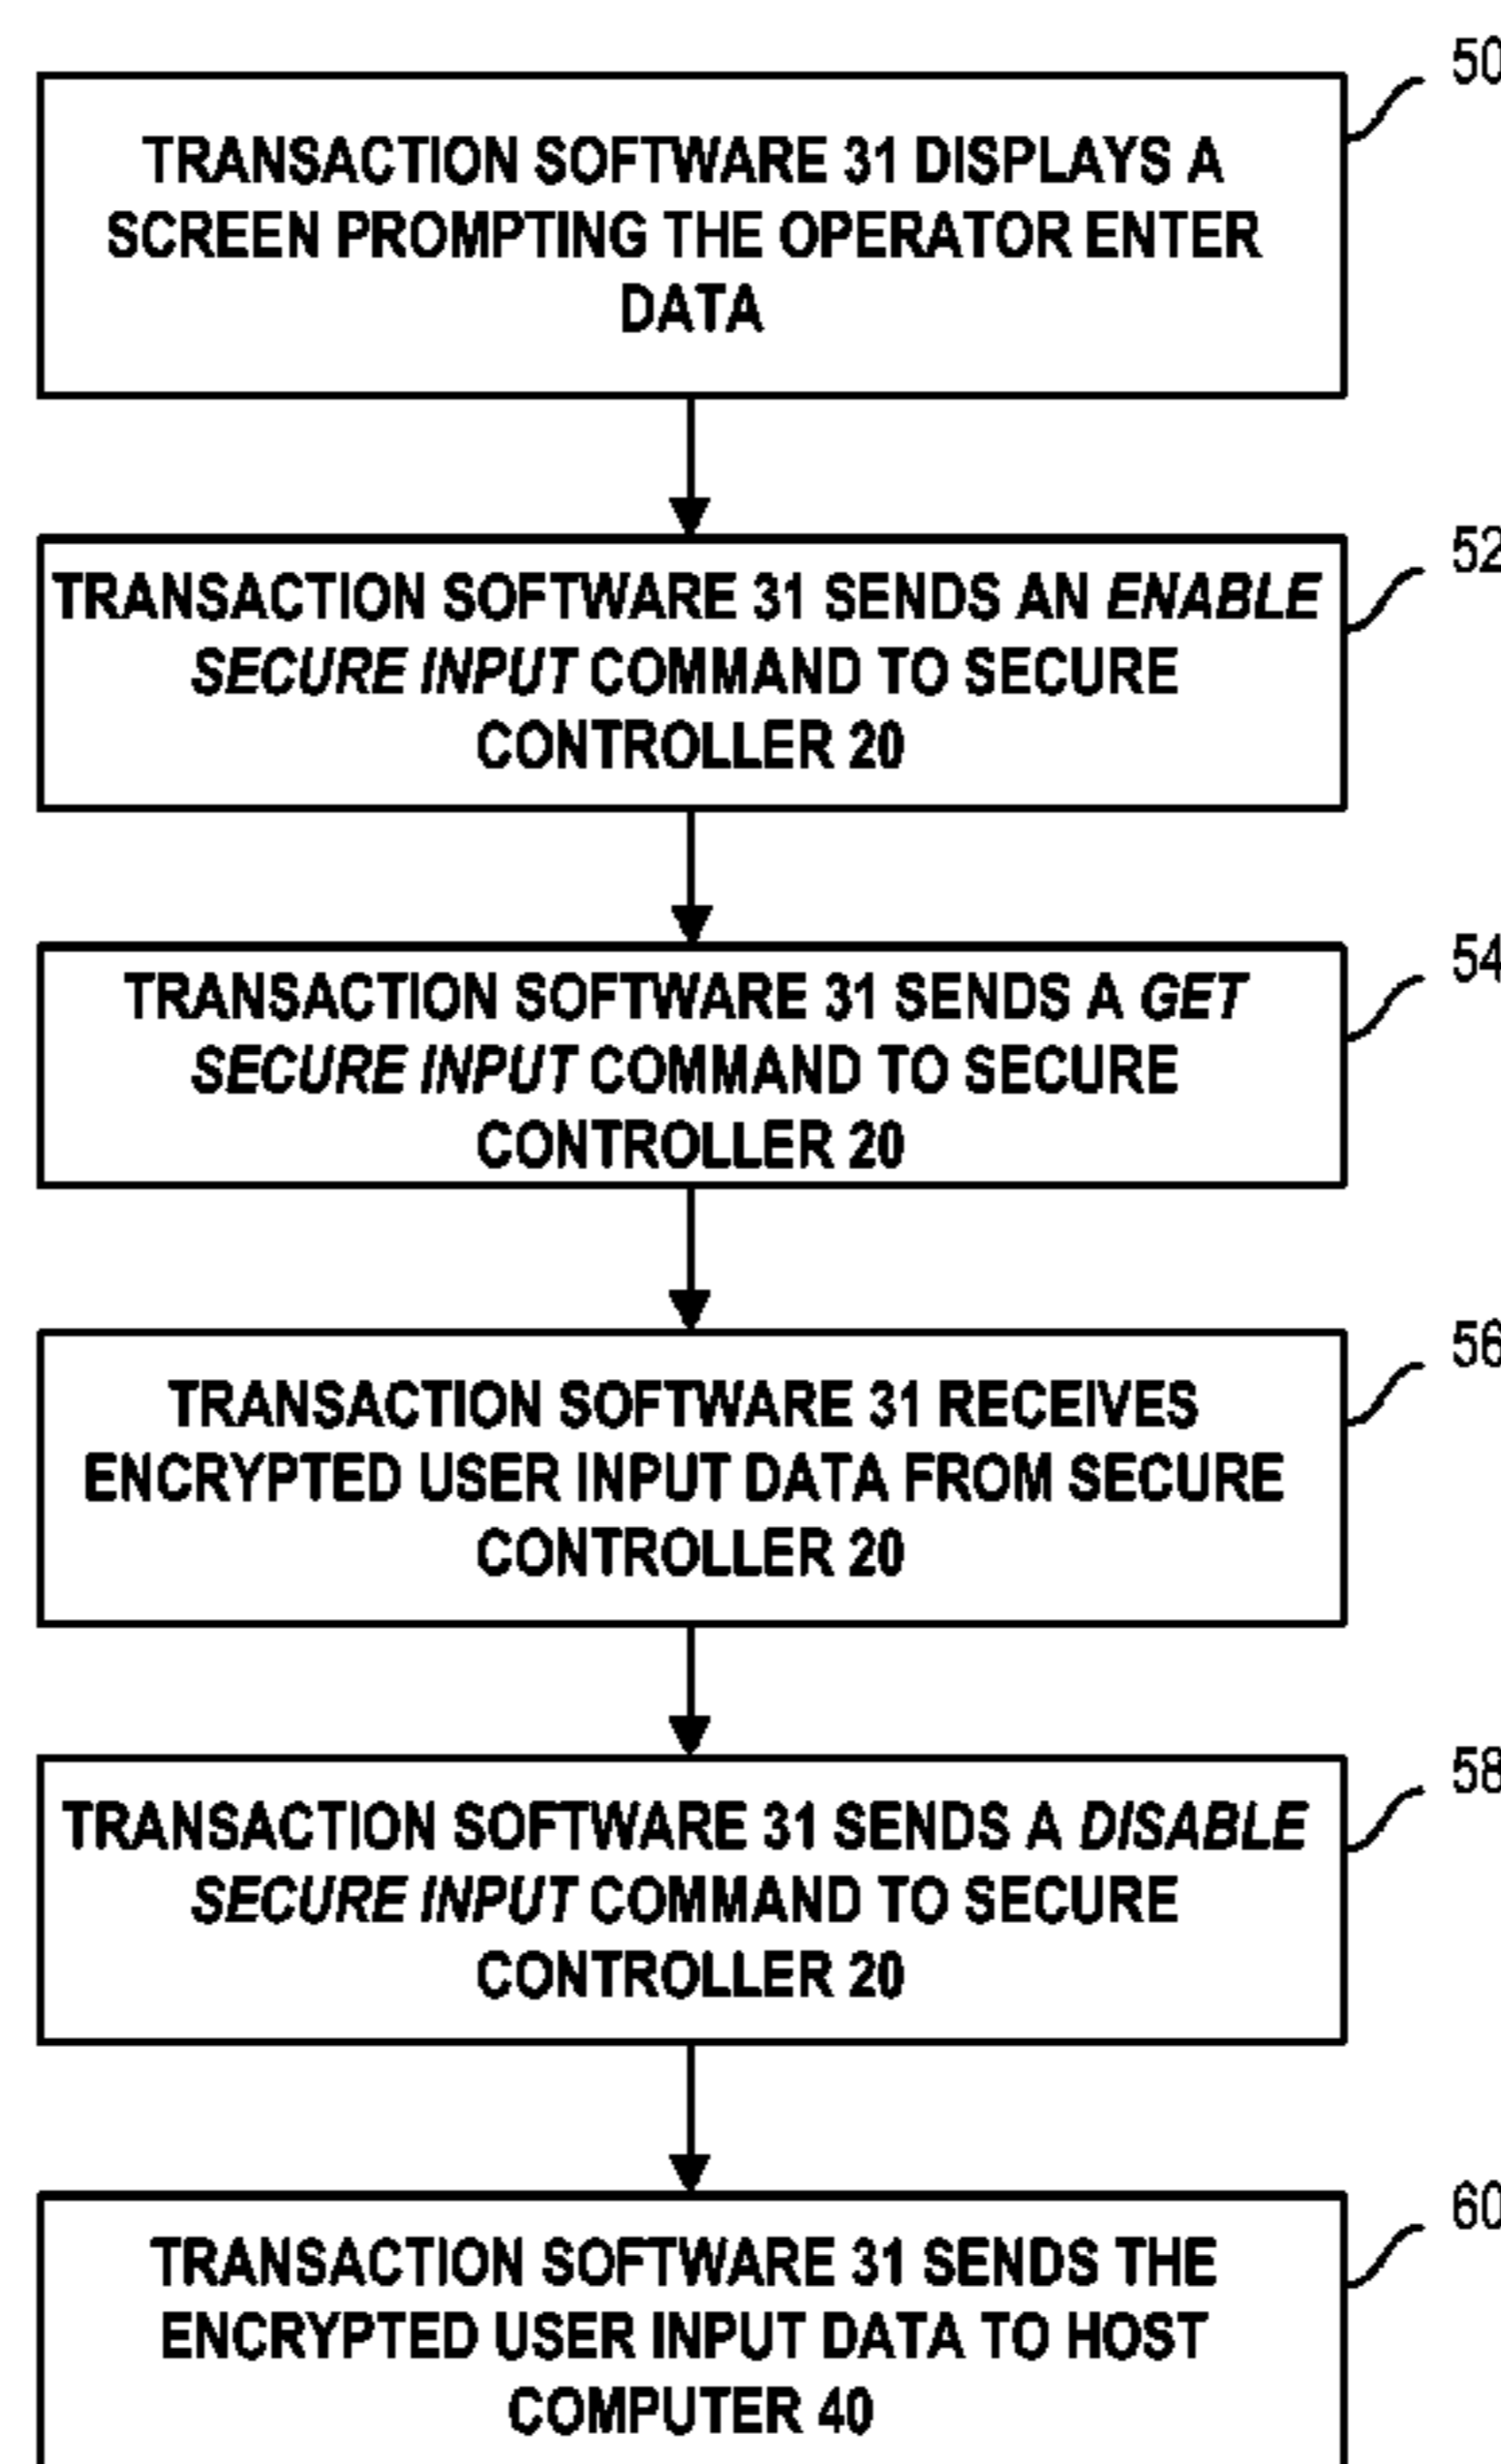 50
TRANSACTION SOFTWARE 31 DISPLAYS A
SCREEN PROMPTING THE OPERATOR ENTER
DATA
52
TRANSACTION SOFTWARE 31 SENDS AN ENABLE
SECURE INPUT COMMAND TO SECURE
CONTROLLER 20
54
TRANSACTION SOFTWARE 31 SENDS A GET
SECURE INPUT COMMAND TO SECURE
CONTROLLER 20
56
TRANSACTION SOFTWARE 31 RECEIVES
ENCRYPTED USER INPUT DATA FROM SECURE
CONTROLLER 20
58
TRANSACTION SOFTWARE 31 SENDS A DISABLE
SECURE INPUT COMMAND TO SECURE
CONTROLLER 20
60
TRANSACTION SOFTWARE 31 SENDS THE
ENCRYPTED USER INPUT DATA TO HOST
COMPUTER 40